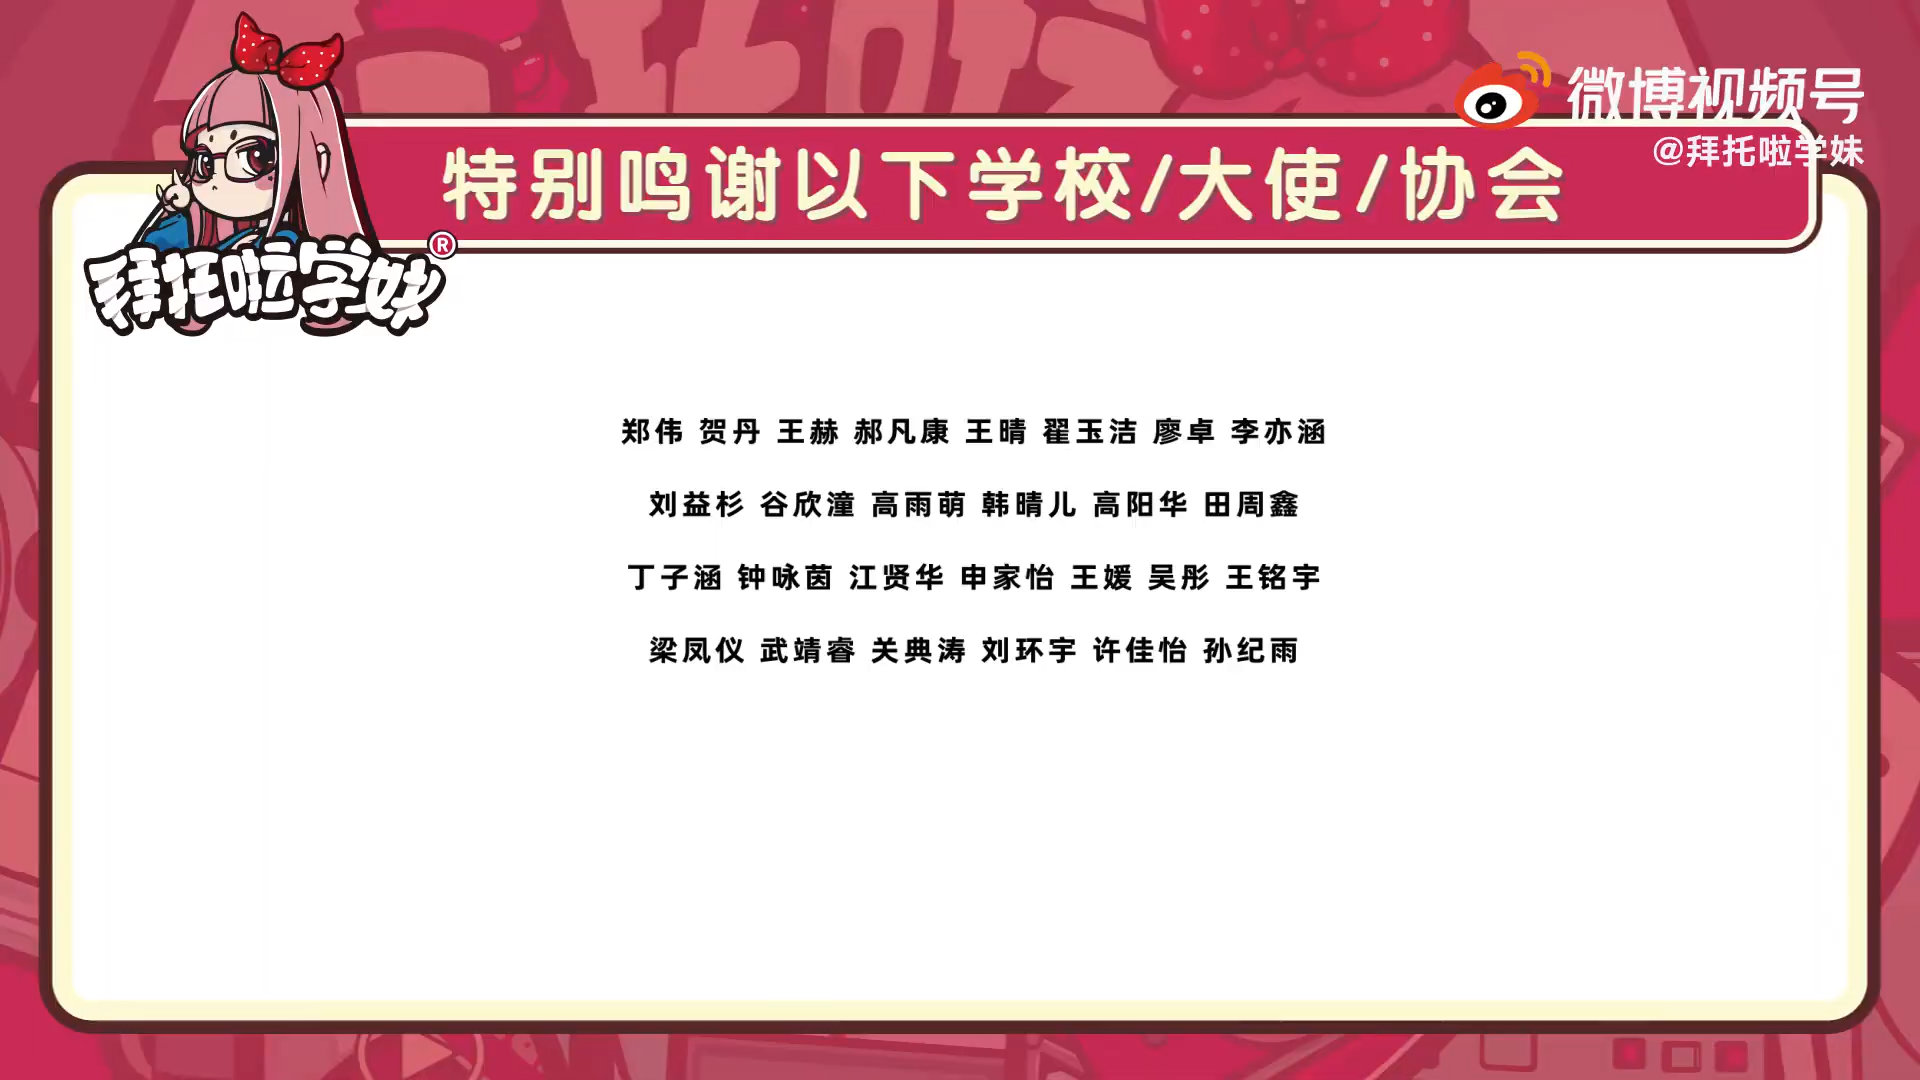 微博视频号
@拜托啦学妹
特别鸣谢以下学校/大使/协会
拜托啦学妹®
郑伟 贺丹 王赫 郝凡康 王晴 翟玉洁 廖卓 李亦涵
刘益杉 谷欣潼 高雨萌 韩晴儿 高阳华 田周鑫
丁子涵 钟咏茵 江贤华 申家怡 王媛 吴彤 王铭宇
梁凤仪 武靖睿 关典涛 刘环宇 许佳怡 孙纪雨